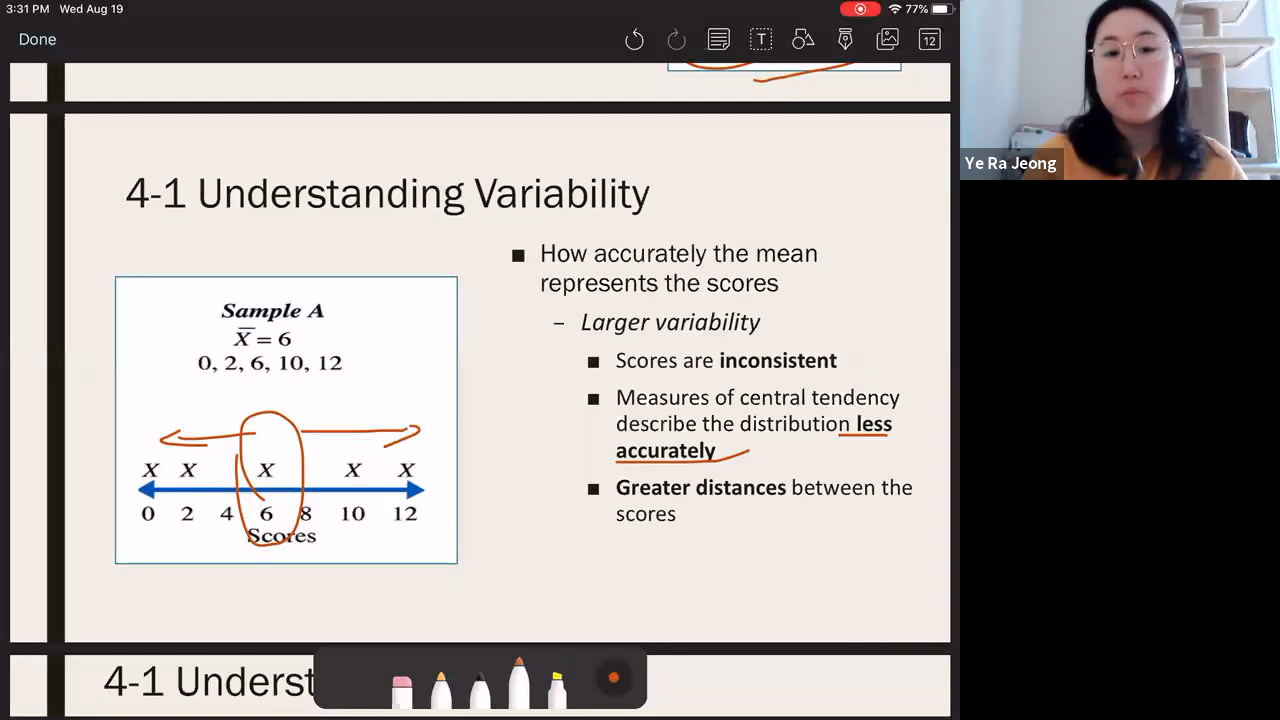 3:31 PM Wed Aug 19
77%
Done
T
12
Ye Ra Jeong
4-1 Understanding Variability
Sample A
X̅ = 6
0, 2, 6, 10, 12
X X X X X
0 2 4 6 8 10 12
Scores
■ How accurately the mean
represents the scores
– Larger variability
■ Scores are inconsistent
■ Measures of central tendency
describe the distribution less
accurately
■ Greater distances between the
scores
4-1 Underst